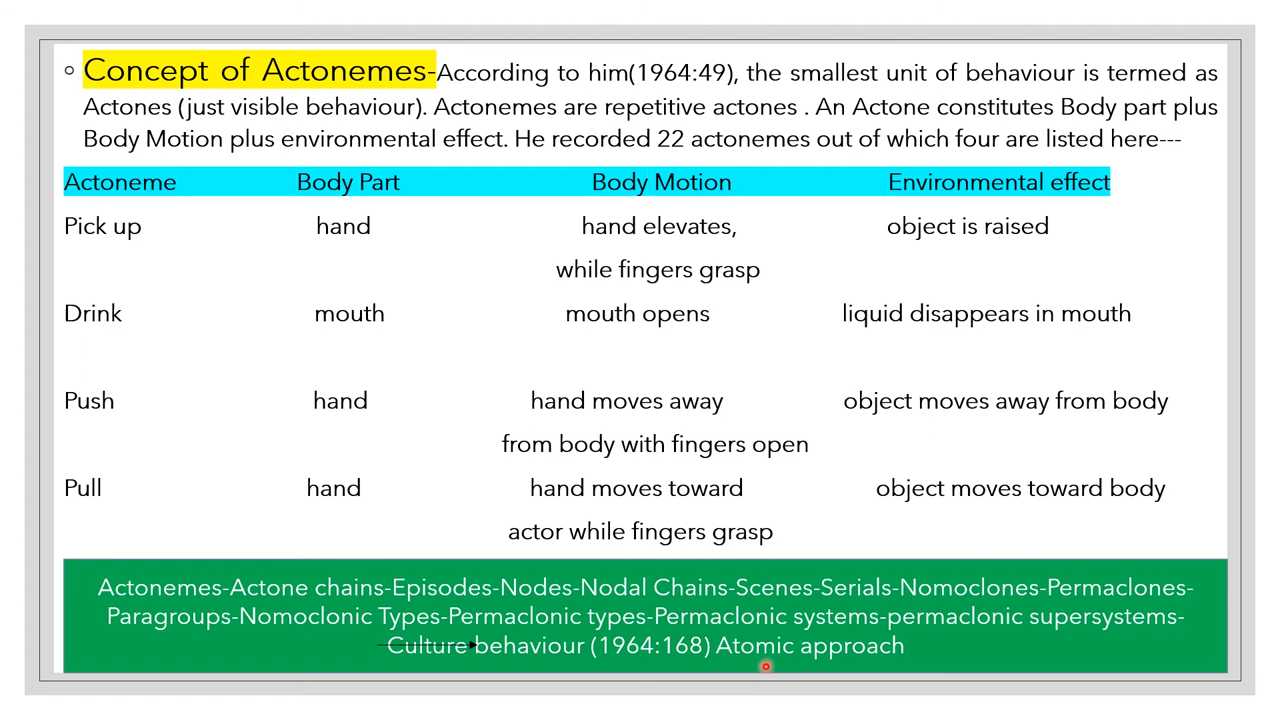 Concept of Actonemes-According to him(1964:49), the smallest unit of behaviour is termed as
Actones (just visible behaviour). Actonemes are repetitive actones . An Actone constitutes Body part plus
Body Motion plus environmental effect. He recorded 22 actonemes out of which four are listed here---
Actoneme Body Part Body Motion Environmental effect
Pick up hand hand elevates, object is raised
while fingers grasp
Drink mouth mouth opens liquid disappears in mouth
Push hand hand moves away object moves away from body
from body with fingers open
Pull hand hand moves toward object moves toward body
actor while fingers grasp
Actonemes-Actone chains-Episodes-Nodes-Nodal Chains-Scenes-Serials-Nomoclones-Permaclones-
Paragroups-Nomoclonic Types-Permaclonic types-Permaclonic systems-permaclonic supersystems-
Culture behaviour (1964:168) Atomic approach